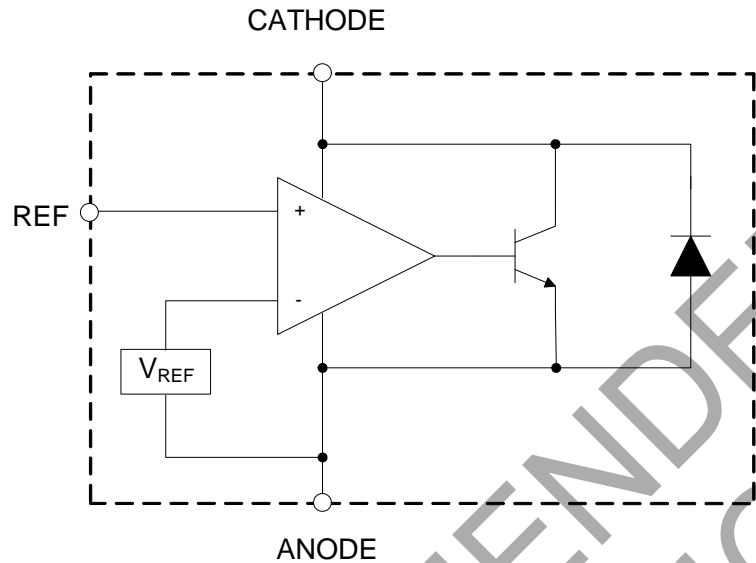 CATHODE
REF
+
-
VREF
ANODE